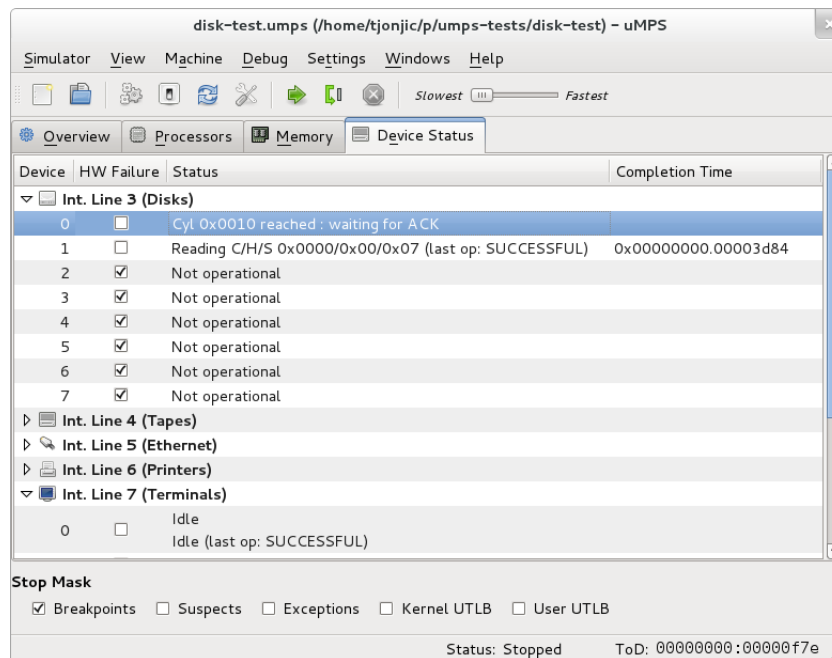 disk-test.umps (/home/tjonjic/p/umps-tests/disk-test) - uMPS
Simulator View Machine Debug Settings Windows Help
Slowest Fastest
Overview Processors Memory Device Status
Device HW Failure Status Completion Time
Int. Line 3 (Disks)
0 Cyl 0x0010 reached : waiting for ACK
1 Reading C/H/S 0x0000/0x00/0x07 (last op: SUCCESSFUL) 0x00000000.00003d84
2 Not operational
3 Not operational
4 Not operational
5 Not operational
6 Not operational
7 Not operational
Int. Line 4 (Tapes)
Int. Line 5 (Ethernet)
Int. Line 6 (Printers)
Int. Line 7 (Terminals)
0 Idle
Idle (last op: SUCCESSFUL)
Stop Mask
Breakpoints Suspects Exceptions Kernel UTLB User UTLB
Status: Stopped ToD: 00000000:00000f7e